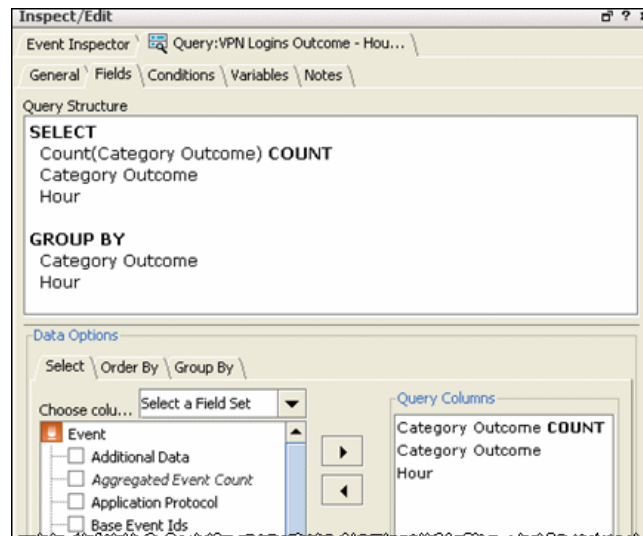 Inspect/Edit
Event Inspector Query:VPN Logins Outcome - Hou...
General Fields Conditions Variables Notes
Query Structure
SELECT
Count(Category Outcome) COUNT
Category Outcome
Hour
GROUP BY
Category Outcome
Hour
Data Options
Select Order By Group By
Choose colu... Select a Field Set
Event
Additional Data
Aggregated Event Count
Application Protocol
Base Event Ids
Query Columns
Category Outcome COUNT
Category Outcome
Hour